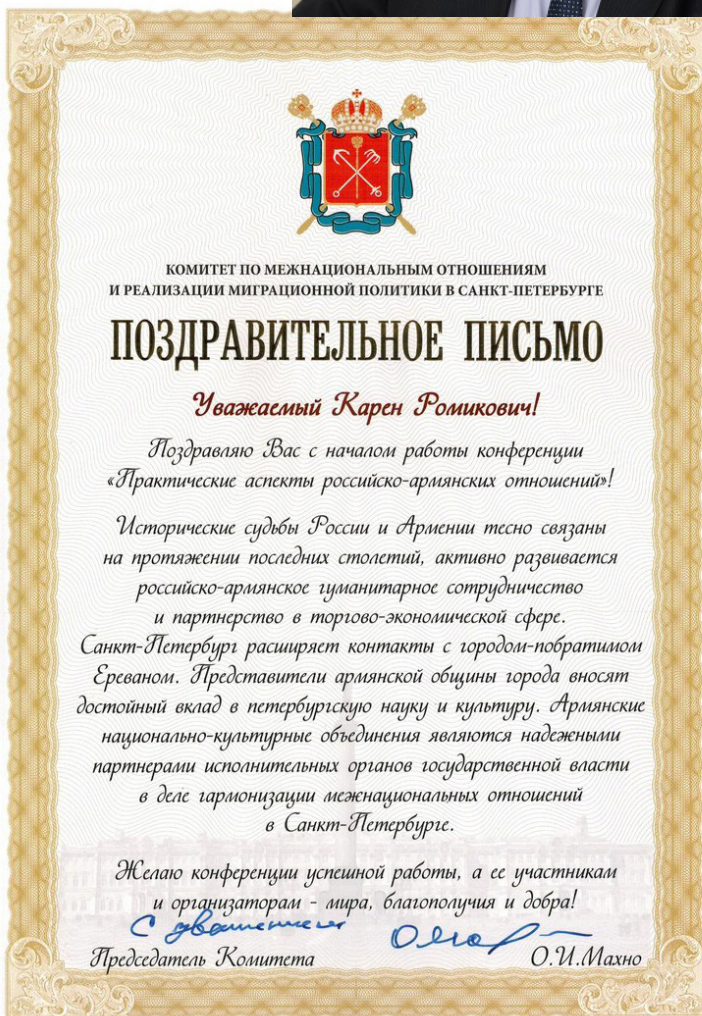 КОМИТЕТ ПО МЕЖНАЦИОНАЛЬНЫМ ОТНОШЕНИЯМ
И РЕАЛИЗАЦИИ МИГРАЦИОННОЙ ПОЛИТИКИ В САНКТ-ПЕТЕРБУРГЕ
ПОЗДРАВИТЕЛЬНОЕ ПИСЬМО
Уважаемый Карен Ромикович!
Поздравляю Вас с началом работы конференции
«Практические аспекты российско-армянских отношений»!
Исторические судьбы России и Армении тесно связаны
на протяжении последних столетий, активно развивается
российско-армянское гуманитарное сотрудничество
и партнерство в торгово-экономической сфере.
Санкт-Петербург расширяет контакты с городом-побратимом
Ереваном. Представители армянской общины города вносят
достойный вклад в петербургскую науку и культуру. Армянские
национально-культурные объединения являются надежными
партнерами исполнительных органов государственной власти
в деле гармонизации межнациональных отношений
в Санкт-Петербурге.
Желаю конференции успешной работы, а ее участникам
и организаторам - мира, благополучия и добра!
С уважением
Председатель Комитета О.И.Махно